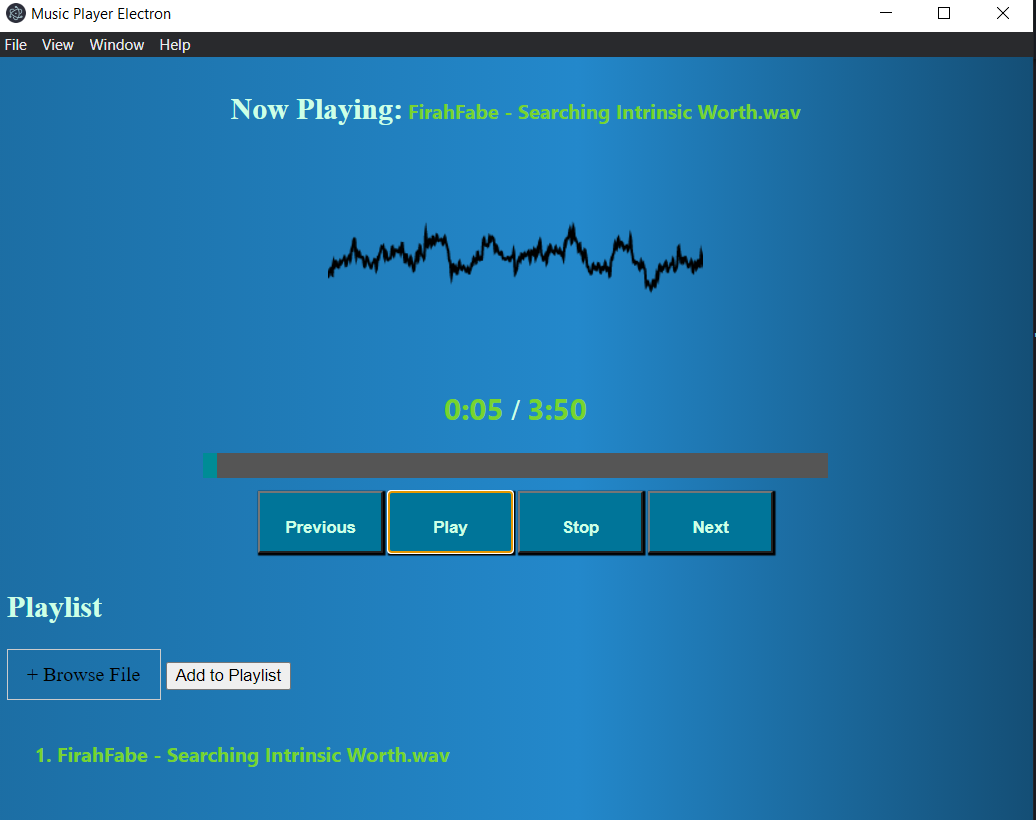 Music Player Electron
File View Window Help
Now Playing: FirahFabe - Searching Intrinsic Worth.wav
0:05 / 3:50
Previous Play Stop Next
Playlist
+ Browse File Add to Playlist
1. FirahFabe - Searching Intrinsic Worth.wav